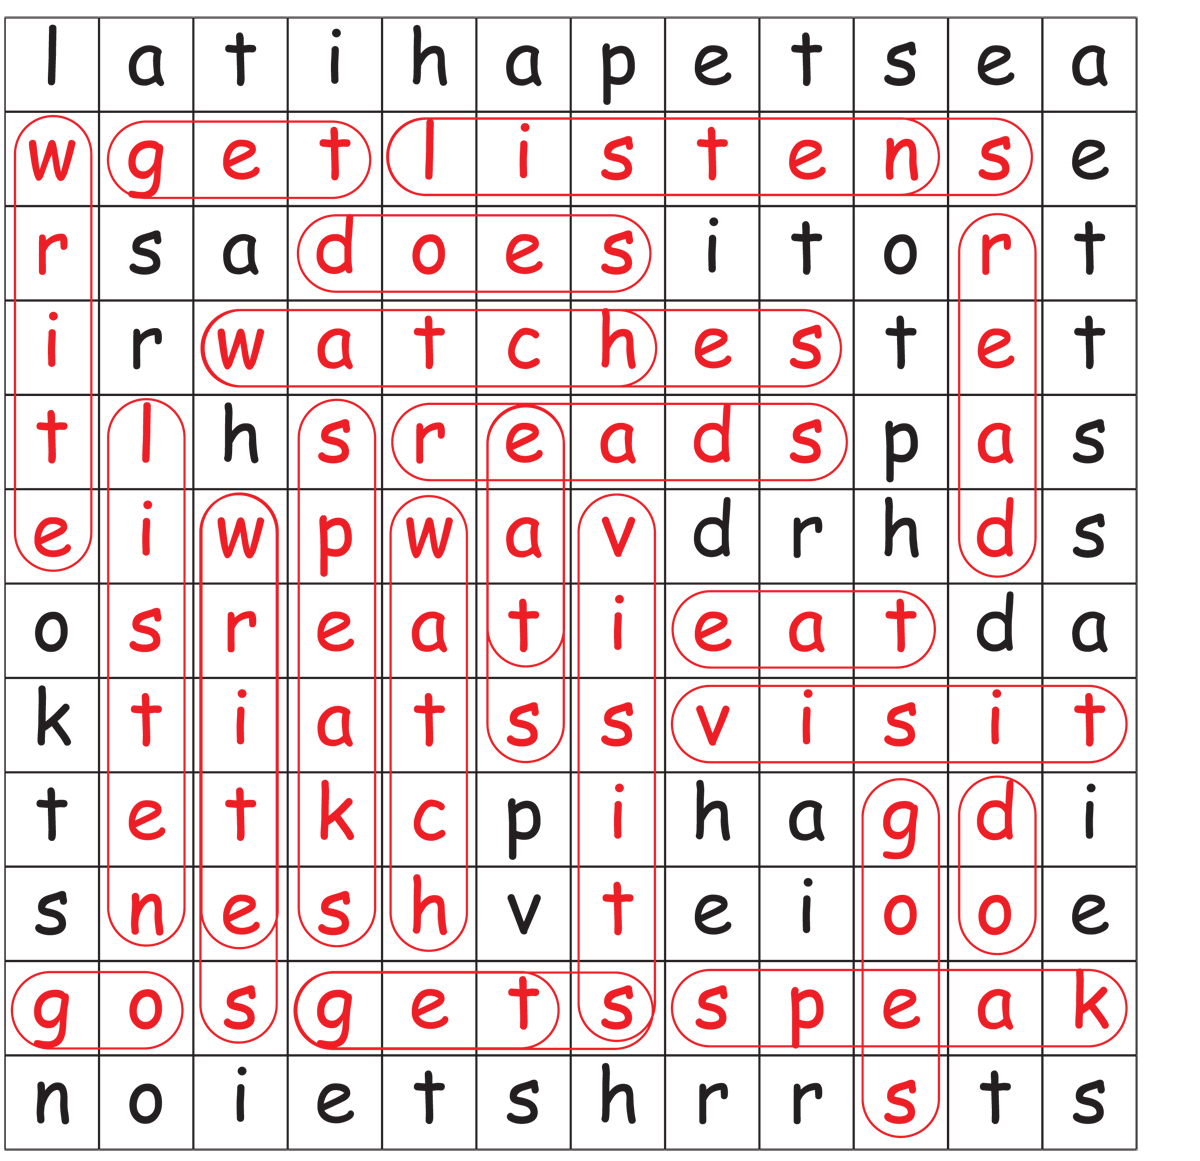 l a t i h a p e t s e a
w g e t l i s t e n s e
r s a d o e s i t o r t
i r w a t c h e s t e t
t l h s r e a d s p a s
e i w p w a v d r h d s
o s r e a t i e a t d a
k t i a t s s v i s i t
t e t k c p i h a g d i
s n e s h v t e i o o e
g o s g e t s s p e a k
n o i e t s h r r s t s